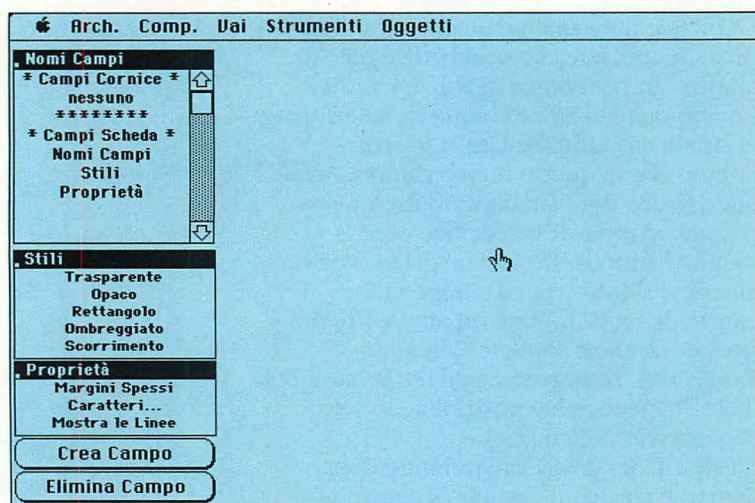 Arch. Comp. Vai Strumenti Oggetti
Nomi Campi
* Campi Cornice *
nessuno
********
* Campi Scheda *
Nomi Campi
Stili
Proprietà
Stili
Trasparente
Opaco
Rettangolo
Ombreggiato
Scorrimento
Proprietà
Margini Spessi
Caratteri...
Mostra le Linee
Crea Campo
Elimina Campo